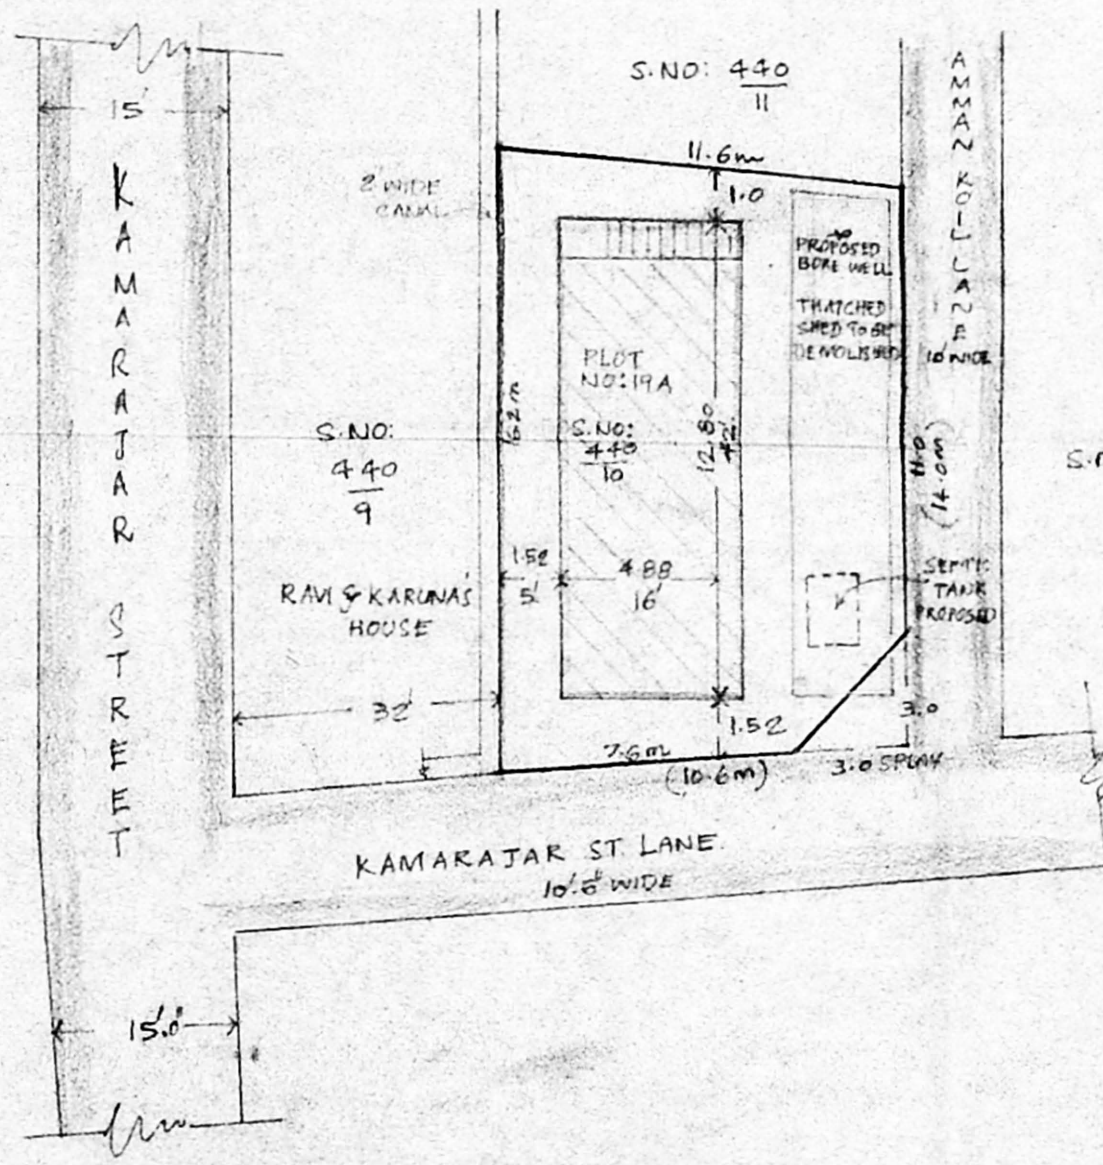 S.NO: 440
11
15'
KAMARAJAR STREET
AMMAN KOIL LANE
10' WIDE
11.6m
1.0
2' WIDE
CANAL
PROPOSED
BORE WELL
THATCHED
SHED TO BE
DEMOLISHED
PLOT
NO:19A
S.NO:
440
10
12.80
42'
S.NO:
440
9
11.0
(14.0m)
1.52
5'
4.88
16'
RAVI & KARUNA'S
HOUSE
SEPTIC
TANK
PROPOSED
32'
1.52
3.0
7.6m
(10.6m)
3.0 SPLAY
KAMARAJAR ST. LANE.
10'.6" WIDE
15'.0"